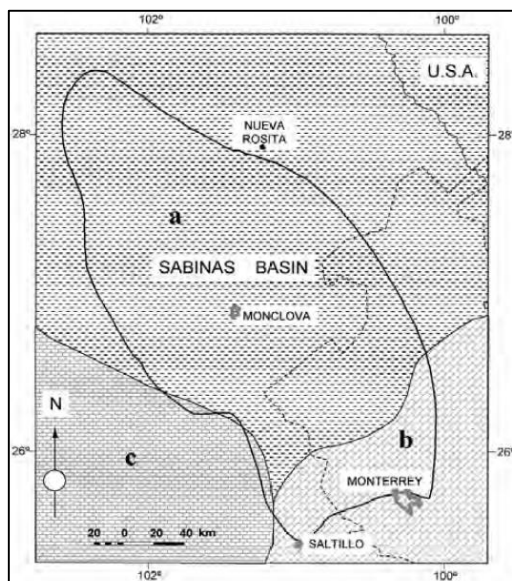 102°
100°
U.S.A.
28°
28°
NUEVA
ROSITA
a
SABINAS BASIN
MONCLOVA
N
b
26°
26°
c
MONTERREY
20 0 20 40 km
SALTILLO
102°
100°